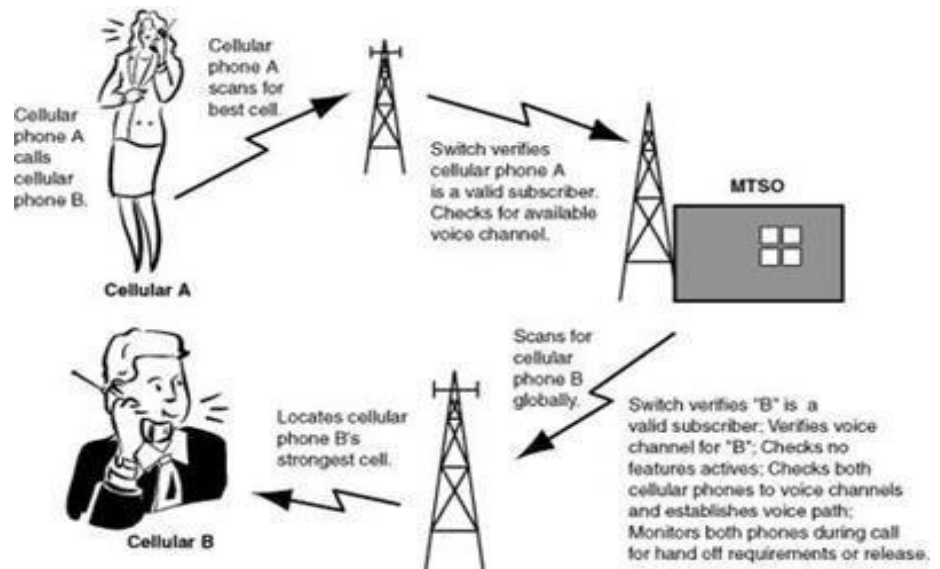 Cellular
phone A
scans for
best cell.
Cellular
phone A
calls
cellular
phone B.
Switch verifies
cellular phone A
is a valid subscriber.
Checks for available
voice channel.
MTSO
Cellular A
Scans for
cellular
phone B
globally.
Switch verifies "B" is a
valid subscriber; Verifies voice
channel for "B"; Checks no
features actives; Checks both
cellular phones to voice channels
and establishes voice path;
Monitors both phones during call
for hand off requirements or release.
Locates cellular
phone B's
strongest cell.
Cellular B